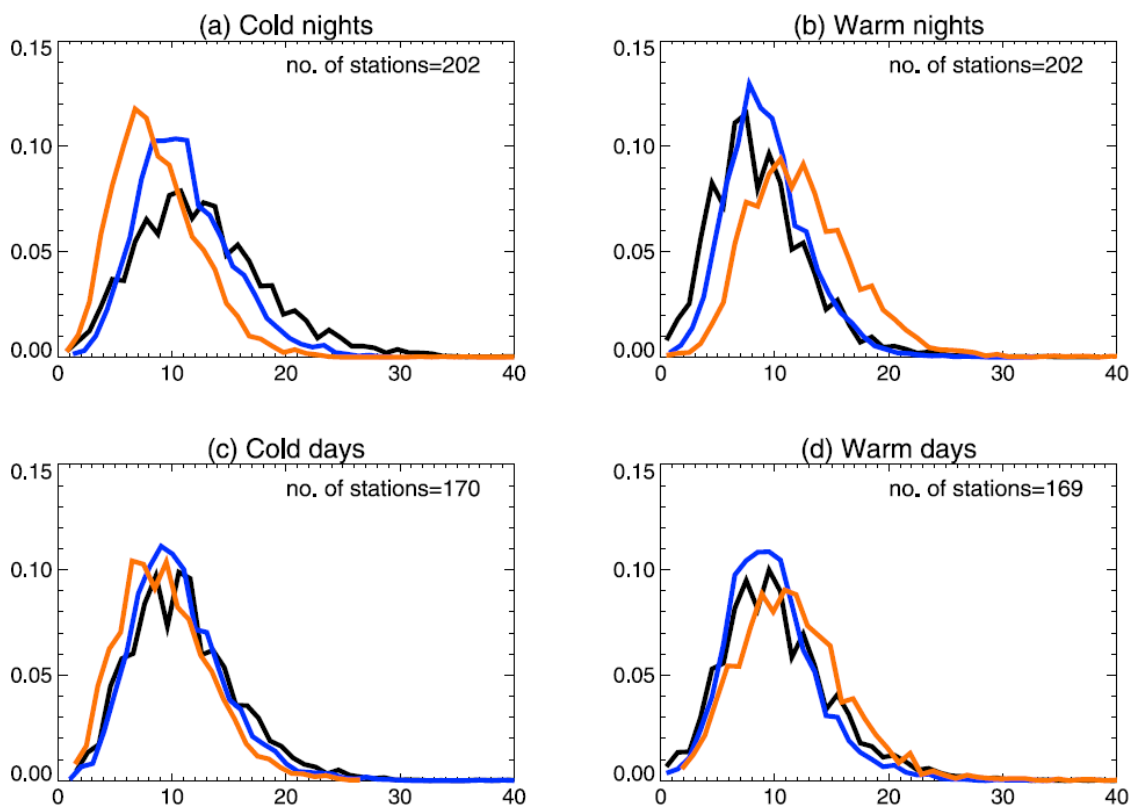 (a) Cold nights
no. of stations=202
0.15
0.10
0.05
0.00
0 10 20 30 40
(b) Warm nights
no. of stations=202
0.15
0.10
0.05
0.00
0 10 20 30 40
(c) Cold days
no. of stations=170
0.15
0.10
0.05
0.00
0 10 20 30 40
(d) Warm days
no. of stations=169
0.15
0.10
0.05
0.00
0 10 20 30 40